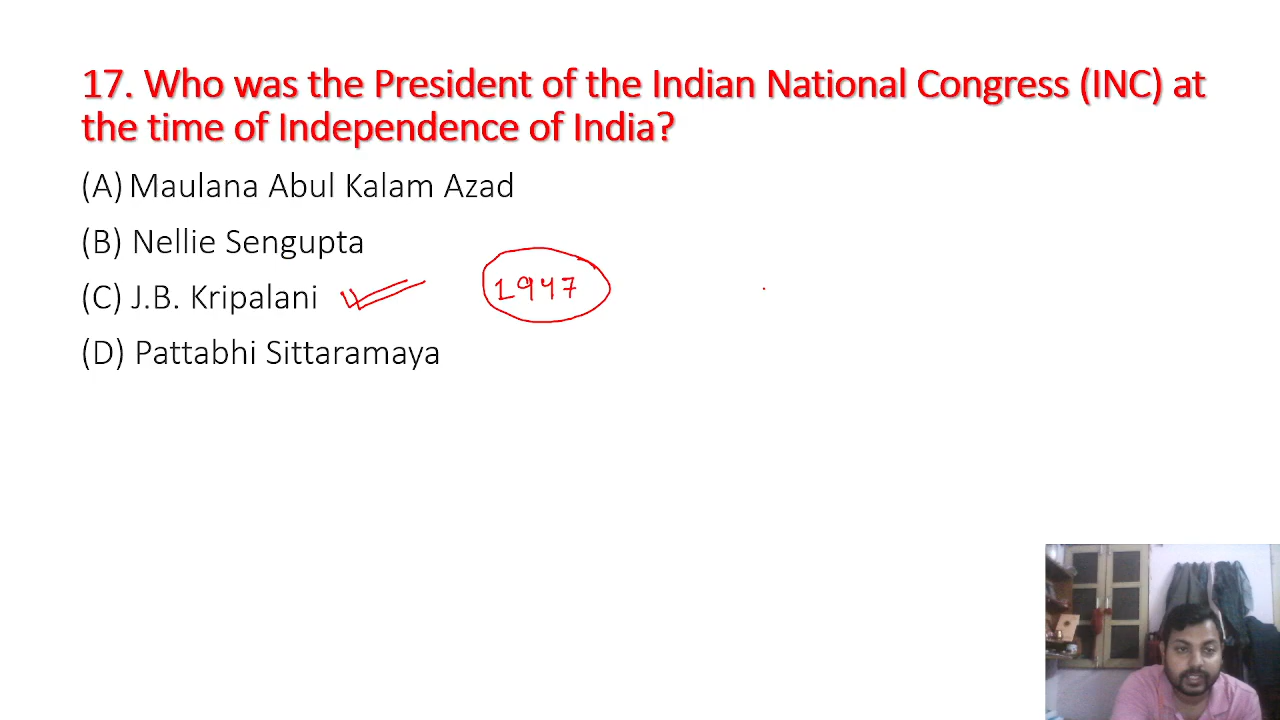 17. Who was the President of the Indian National Congress (INC) at
the time of Independence of India?
(A) Maulana Abul Kalam Azad
(B) Nellie Sengupta
(C) J.B. Kripalani
1947
(D) Pattabhi Sittaramaya